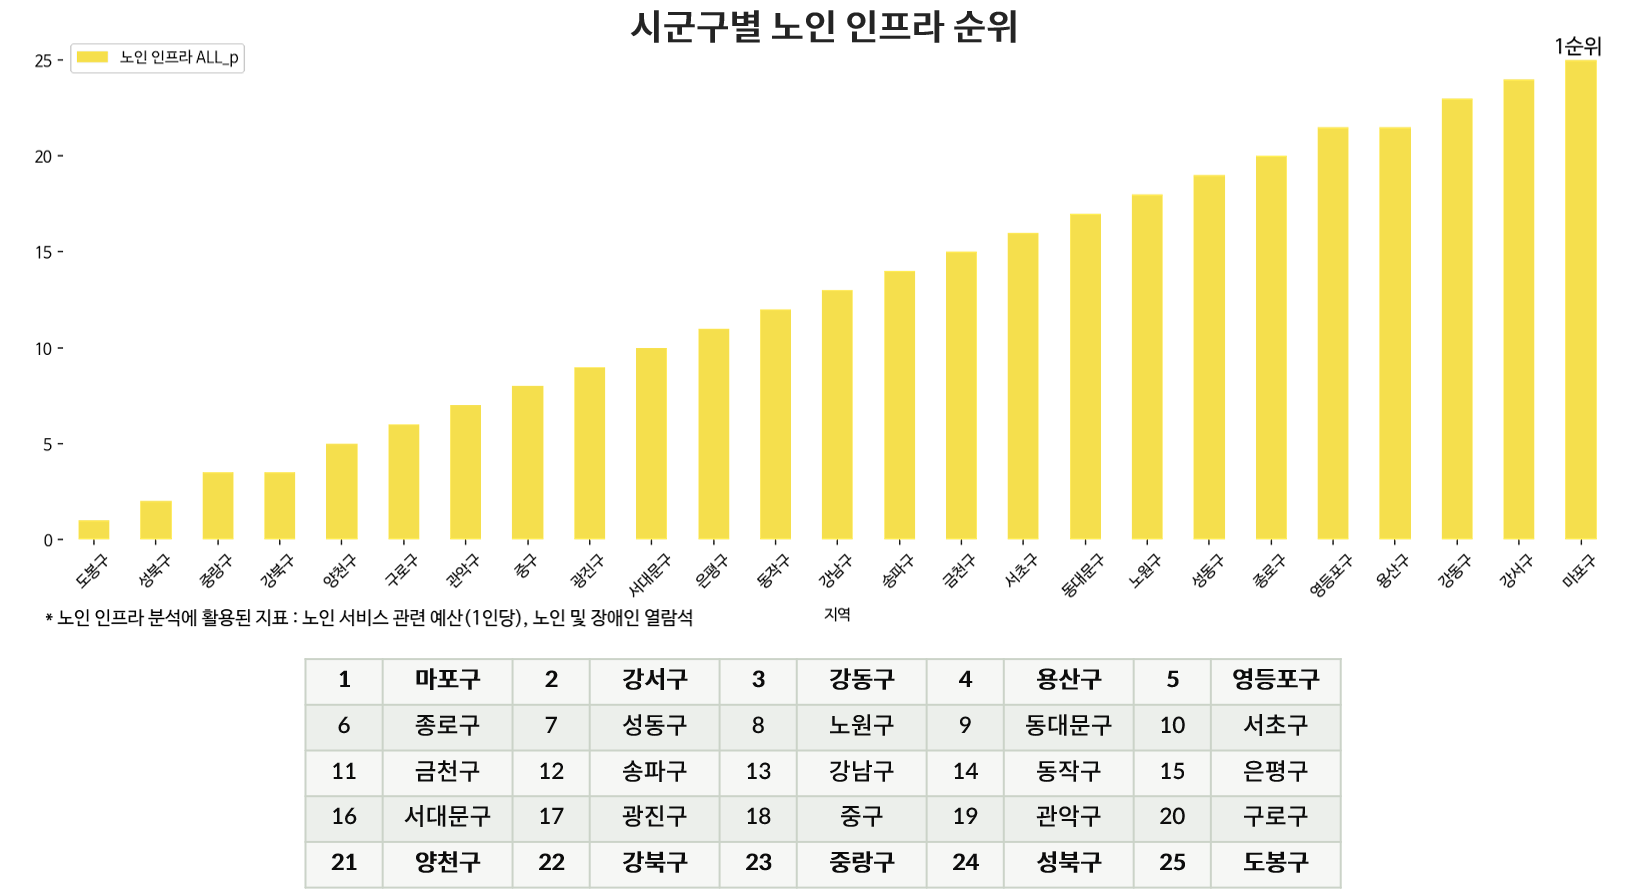 시군구별 노인 인프라 순위
노인 인프라 ALL_p
1순위
25
20
15
10
5
0
도봉구 성북구 중랑구 강북구 양천구 구로구 관악구 중구 광진구 서대문구 은평구 동작구 강남구 송파구 금천구 서초구 동대문구 노원구 성동구 종로구 영등포구 용산구 강동구 강서구 마포구
지역
* 노인 인프라 분석에 활용된 지표 : 노인 서비스 관련 예산(1인당), 노인 및 장애인 열람석
1 마포구 2 강서구 3 강동구 4 용산구 5 영등포구
6 종로구 7 성동구 8 노원구 9 동대문구 10 서초구
11 금천구 12 송파구 13 강남구 14 동작구 15 은평구
16 서대문구 17 광진구 18 중구 19 관악구 20 구로구
21 양천구 22 강북구 23 중랑구 24 성북구 25 도봉구